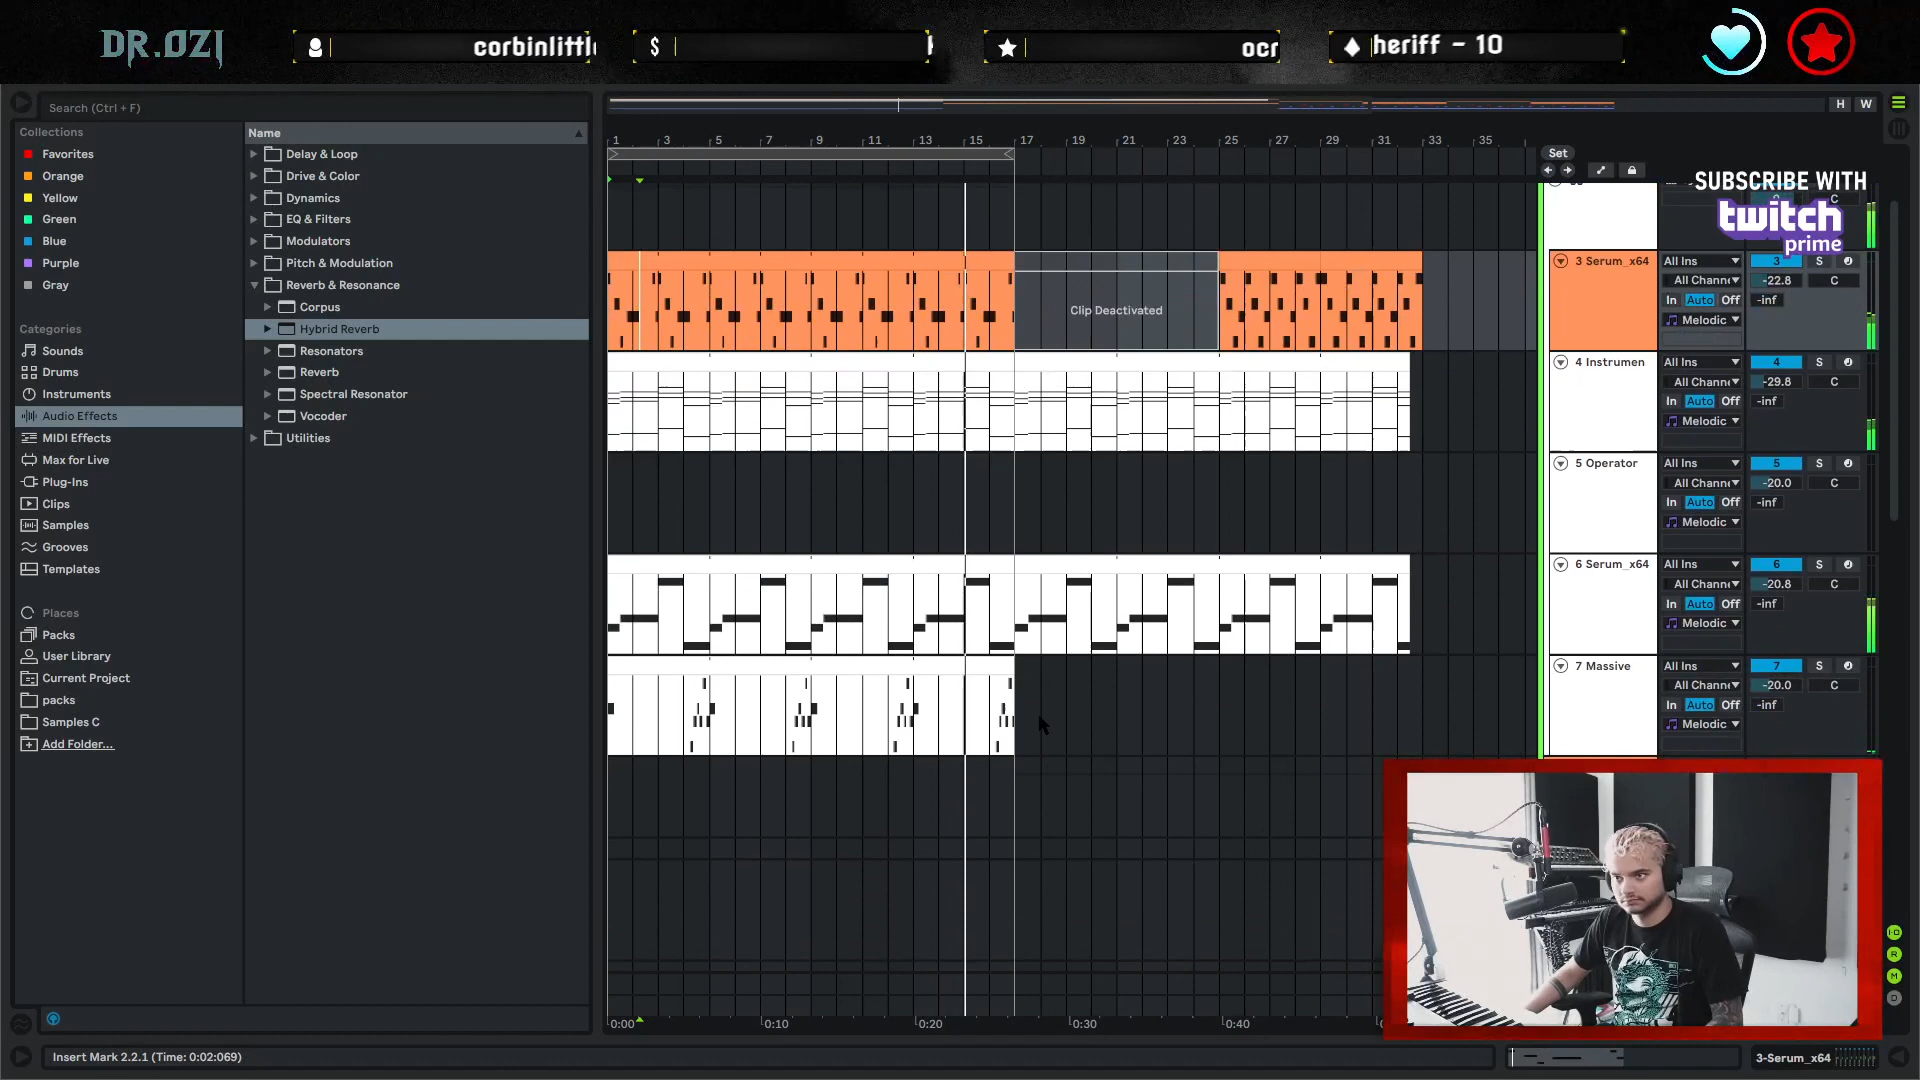 DR.OZI
corbinlittl
$
ocr
heriff - 10
Search (Ctrl + F)
H W
Collections
Favorites
Orange
Yellow
Green
Blue
Purple
Gray
Categories
Sounds
Drums
Instruments
Audio Effects
MIDI Effects
Max for Live
Plug-Ins
Clips
Samples
Grooves
Templates
Places
Packs
User Library
Current Project
packs
Samples C
Add Folder...
Name
Delay & Loop
Drive & Color
Dynamics
EQ & Filters
Modulators
Pitch & Modulation
Reverb & Resonance
Corpus
Hybrid Reverb
Resonators
Reverb
Spectral Resonator
Vocoder
Utilities
1 3 5 7 9 11 13 15 17 19 21 23 25 27 29 31 33 35
Set
SUBSCRIBE WITH
twitch
prime
C
Clip Deactivated
3 Serum_x64 All Ins 3 S
All Chann -22.8 C
In Auto Off -inf
Melodic
4 Instrumen All Ins 4 S
All Chann -29.8 C
In Auto Off -inf
Melodic
5 Operator All Ins 5 S
All Chann -20.0 C
In Auto Off -inf
Melodic
6 Serum_x64 All Ins 6 S
All Chann -20.8 C
In Auto Off -inf
Melodic
7 Massive All Ins 7 S
All Chann -20.0 C
In Auto Off -inf
Melodic
0:00 0:10 0:20 0:30 0:40
I·O
R
M
D
Insert Mark 2.2.1 (Time: 0:02:069)
3-Serum_x64